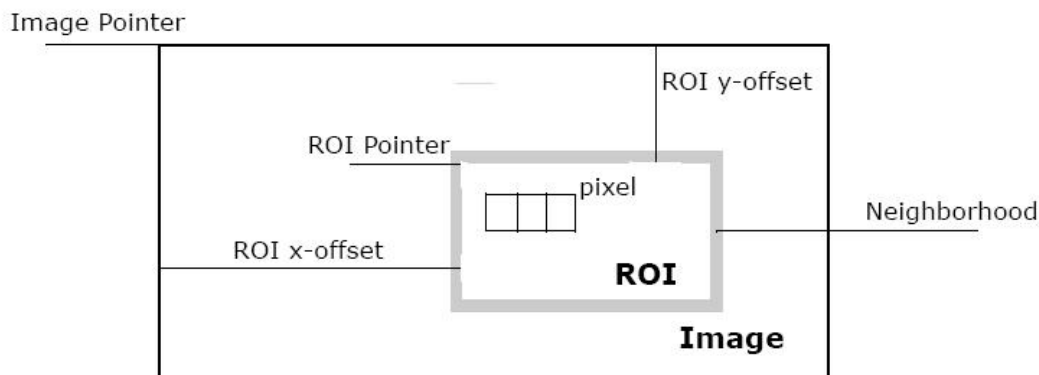 Image Pointer
ROI y-offset
ROI Pointer
pixel
Neighborhood
ROI x-offset
ROI
Image